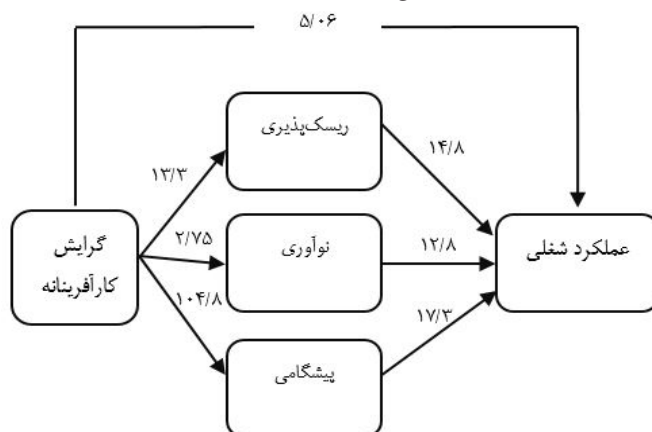 ۵/۰۶
ریسک‌پذیری
۱۳/۳
۱۴/۸
گرایش
کارآفرینانه
۲/۷۵
نوآوری
۱۲/۸
عملکرد شغلی
۱۰۴/۸
۱۷/۳
پیشگامی